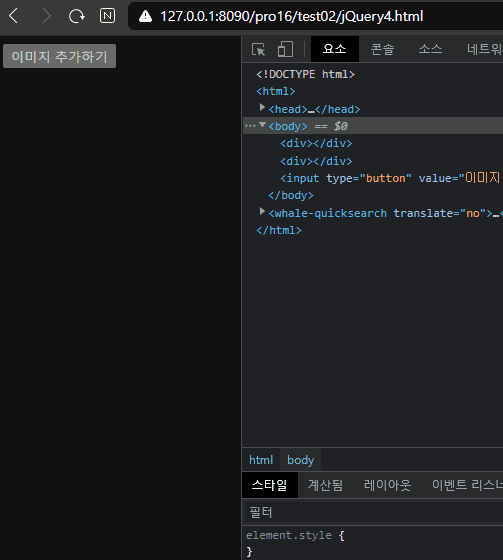 127.0.0.1:8090/pro16/test02/jQuery4.html
이미지 추가하기
요소 콘솔 소스 네트워
<!DOCTYPE html>
<html>
<head>…</head>
<body> == $0
<div></div>
<div></div>
<input type="button" value="이미지
</body>
<whale-quicksearch translate="no">…<
</html>
html body
스타일 계산됨 레이아웃 이벤트 리스너
필터
element.style {
}